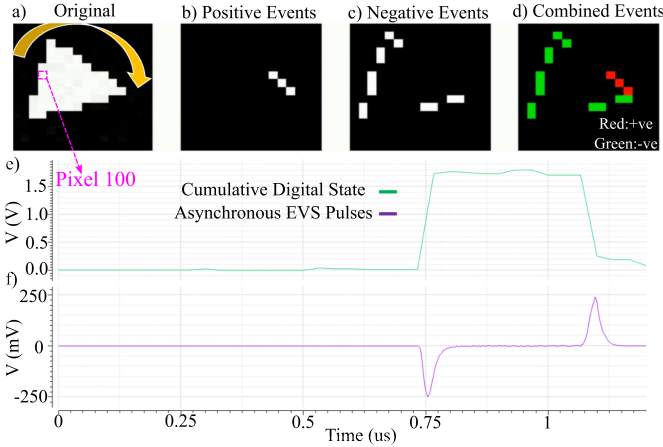 a) Original
b) Positive Events
c) Negative Events
d) Combined Events
Red:+ve
Green:-ve
Pixel 100
e)
Cumulative Digital State
Asynchronous EVS Pulses
V (V)
1.5
1.0
0.5
0.0
f)
V (mV)
250
0
-250
0
0.25
0.5
0.75
1
Time (us)